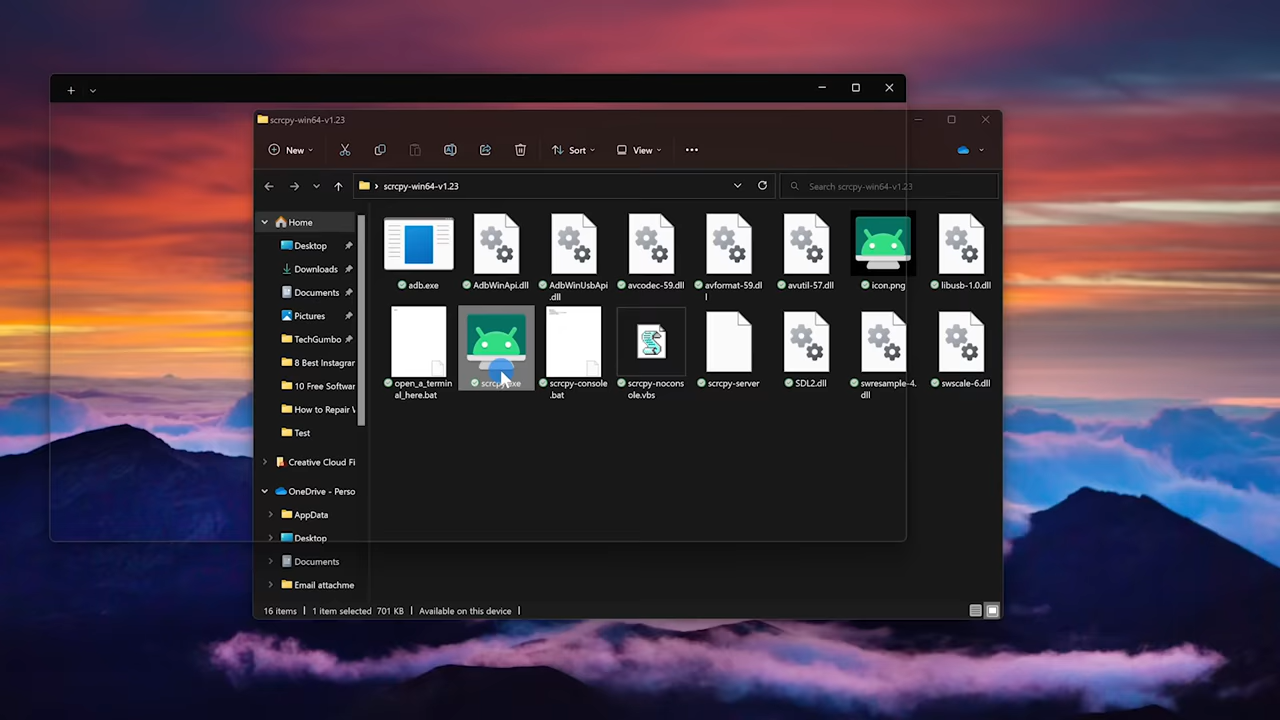 scrcpy-win64-v1.23
New
Sort
View
scrcpy-win64-v1.23
Search scrcpy-win64-v1.23
Home
Desktop
Downloads
Documents
Pictures
TechGumbo
8 Best Instagrar
10 Free Softwar
How to Repair
Test
Creative Cloud Fi
OneDrive - Perso
AppData
Desktop
Documents
Email attachme
adb.exe
AdbWinApi.dll
AdbWinUsbApi
.dll
avcodec-59.dll
avformat-59.dl
l
avutil-57.dll
icon.png
libusb-1.0.dll
open_a_termin
al_here.bat
scrcpy.exe
scrcpy-console
.bat
scrcpy-nocons
ole.vbs
scrcpy-server
SDL2.dll
swresample-4.
dll
swscale-6.dll
16 items
1 item selected 701 KB
Available on this device